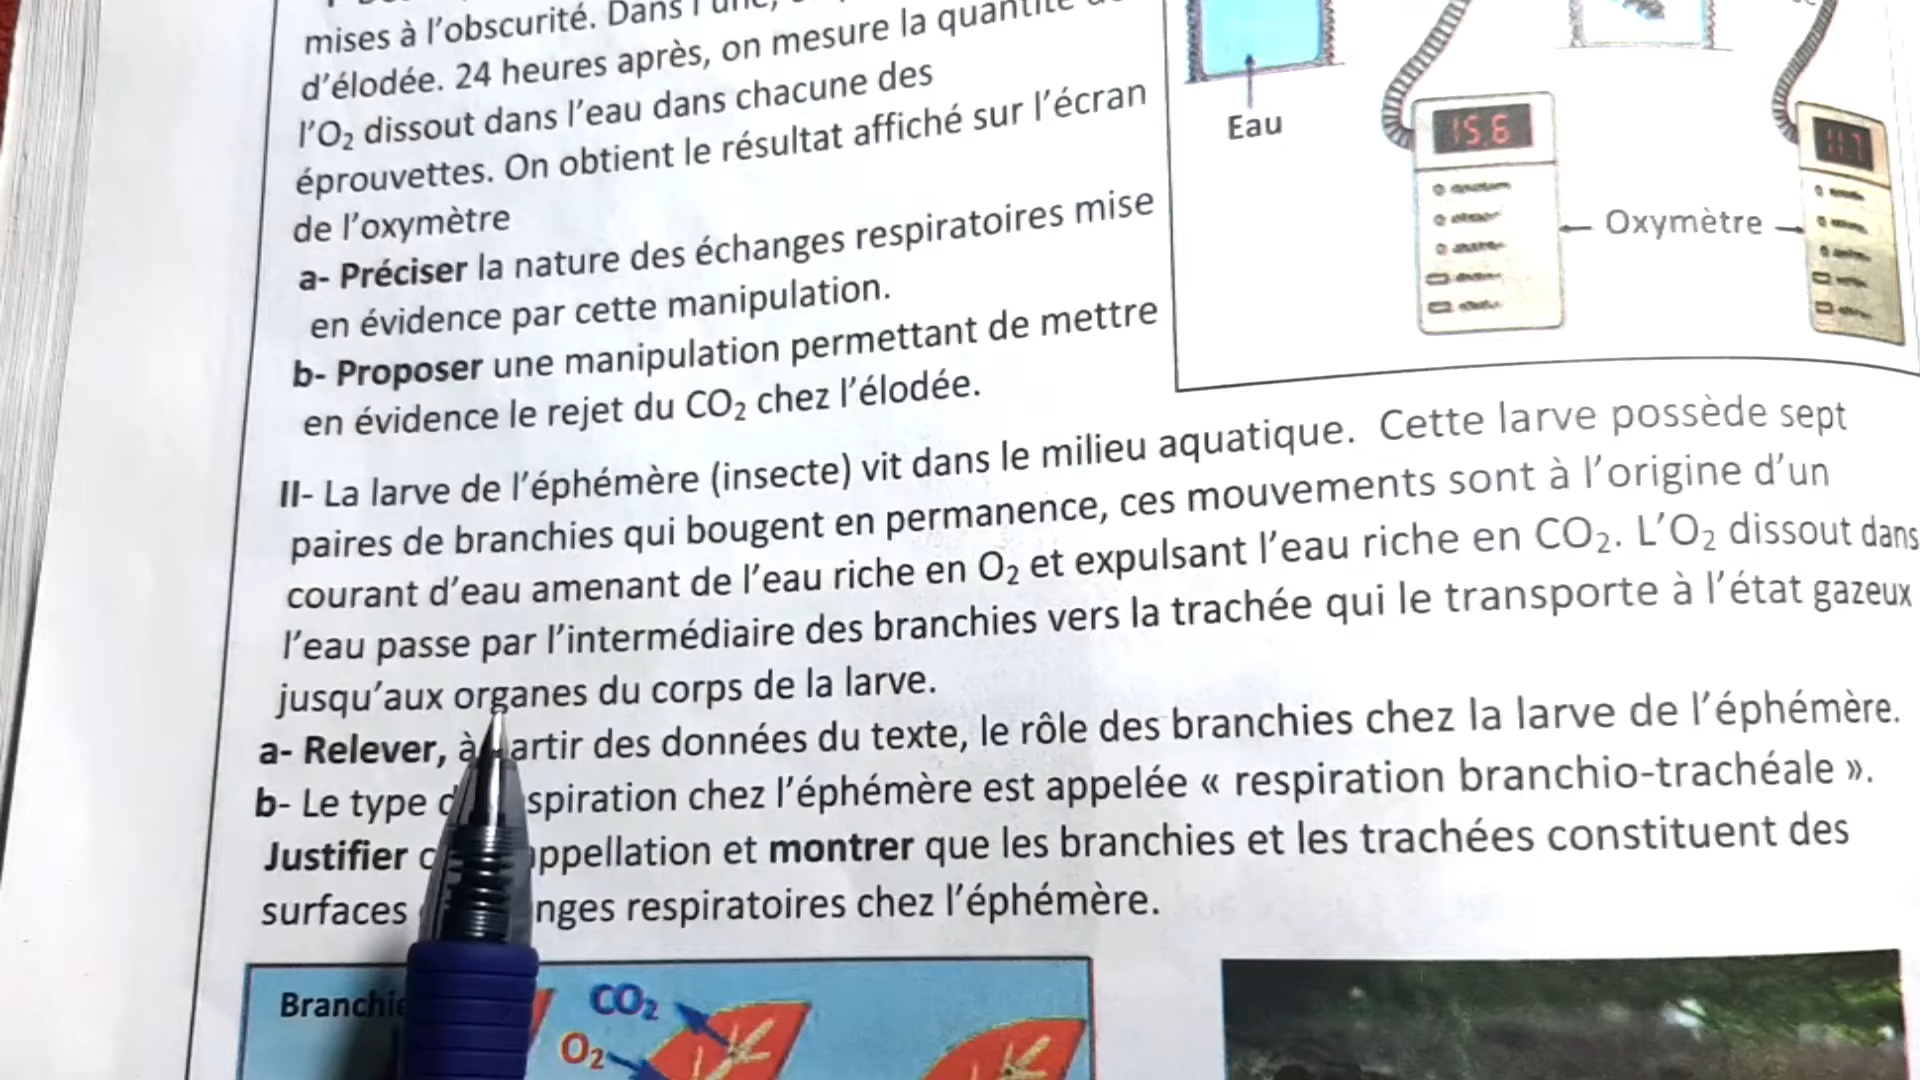 mises à l'obscurité. Dans l'une,
d'élodée. 24 heures après, on mesure la quantité
l'O₂ dissout dans l'eau dans chacune des
éprouvettes. On obtient le résultat affiché sur l'écran
de l'oxymètre
a- Préciser la nature des échanges respiratoires mise
en évidence par cette manipulation.
b- Proposer une manipulation permettant de mettre
en évidence le rejet du CO₂ chez l'élodée.
Eau
15.6
11.7
Oxymètre
II- La larve de l'éphémère (insecte) vit dans le milieu aquatique. Cette larve possède sept
paires de branchies qui bougent en permanence, ces mouvements sont à l'origine d'un
courant d'eau amenant de l'eau riche en O₂ et expulsant l'eau riche en CO₂. L'O₂ dissout dans
l'eau passe par l'intermédiaire des branchies vers la trachée qui le transporte à l'état gazeux
jusqu'aux organes du corps de la larve.
a- Relever, à artir des données du texte, le rôle des branchies chez la larve de l'éphémère.
b- Le type spiration chez l'éphémère est appelée « respiration branchio-trachéale ».
Justifier appellation et montrer que les branchies et les trachées constituent des
surfaces nges respiratoires chez l'éphémère.
Branchie
CO₂
O₂